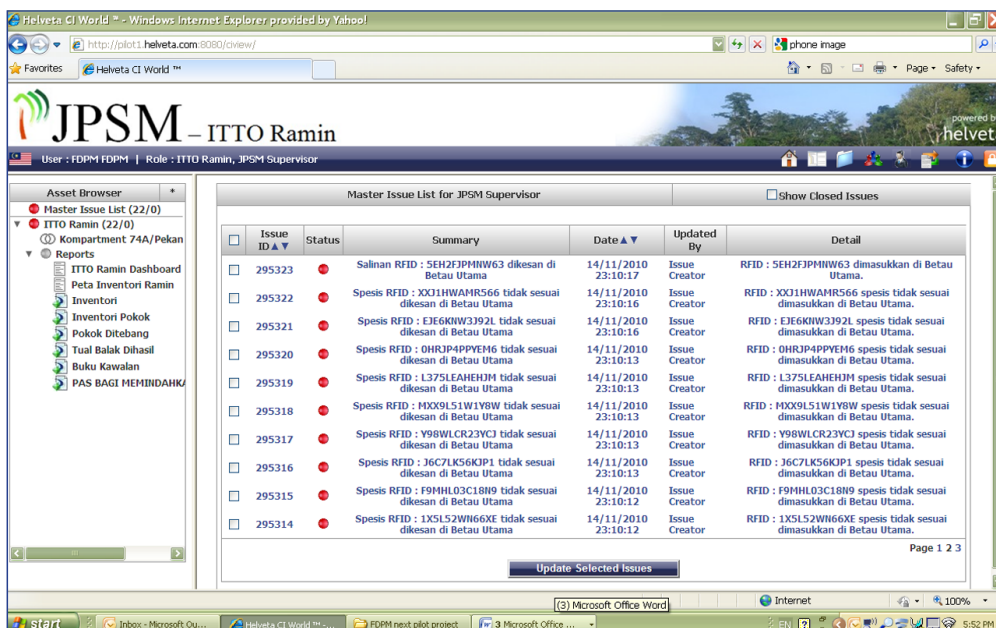 Helveta CI World ™ - Windows Internet Explorer provided by Yahoo!
http://pilot1.helveta.com:8080/ciview/
phone image
Favorites
Helveta CI World ™
Page
Safety
JPSM – ITTO Ramin
powered by
helvet
User : FDPM FDPM | Role : ITTO Ramin, JPSM Supervisor
Asset Browser *
Master Issue List (22/0)
ITTO Ramin (22/0)
Kompartment 74A/Pekan
Reports
ITTO Ramin Dashboard
Peta Inventori Ramin
Inventori
Inventori Pokok
Pokok Ditebang
Tual Balak Dihasil
Buku Kawalan
PAS BAGI MEMINDAHKA
Master Issue List for JPSM Supervisor
Show Closed Issues
Issue ID Status Summary Date Updated By Detail
295323 Salinan RFID : 5EH2FJPMNW63 dikesan di Betau Utama 14/11/2010 23:10:17 Issue Creator RFID : 5EH2FJPMNW63 dimasukkan di Betau Utama.
295322 Spesis RFID : XXJ1HWAMR566 tidak sesuai dikesan di Betau Utama 14/11/2010 23:10:16 Issue Creator RFID : XXJ1HWAMR566 spesis tidak sesuai dimasukkan di Betau Utama.
295321 Spesis RFID : EJE6KNW3J92L tidak sesuai dikesan di Betau Utama 14/11/2010 23:10:16 Issue Creator RFID : EJE6KNW3J92L spesis tidak sesuai dimasukkan di Betau Utama.
295320 Spesis RFID : 0HRJP4PPYEM6 tidak sesuai dikesan di Betau Utama 14/11/2010 23:10:13 Issue Creator RFID : 0HRJP4PPYEM6 spesis tidak sesuai dimasukkan di Betau Utama.
295319 Spesis RFID : L375LEAHEHJM tidak sesuai dikesan di Betau Utama 14/11/2010 23:10:13 Issue Creator RFID : L375LEAHEHJM spesis tidak sesuai dimasukkan di Betau Utama.
295318 Spesis RFID : MXX9L51W1Y8W tidak sesuai dikesan di Betau Utama 14/11/2010 23:10:13 Issue Creator RFID : MXX9L51W1Y8W spesis tidak sesuai dimasukkan di Betau Utama.
295317 Spesis RFID : Y98WLCR23YCJ tidak sesuai dikesan di Betau Utama 14/11/2010 23:10:13 Issue Creator RFID : Y98WLCR23YCJ spesis tidak sesuai dimasukkan di Betau Utama.
295316 Spesis RFID : J6C7LK56KJP1 tidak sesuai dikesan di Betau Utama 14/11/2010 23:10:13 Issue Creator RFID : J6C7LK56KJP1 spesis tidak sesuai dimasukkan di Betau Utama.
295315 Spesis RFID : F9MHL03C18N9 tidak sesuai dikesan di Betau Utama 14/11/2010 23:10:12 Issue Creator RFID : F9MHL03C18N9 spesis tidak sesuai dimasukkan di Betau Utama.
295314 Spesis RFID : 1X5L52WN66XE tidak sesuai dikesan di Betau Utama 14/11/2010 23:10:12 Issue Creator RFID : 1X5L52WN66XE spesis tidak sesuai dimasukkan di Betau Utama.
Page 1 2 3
Update Selected Issues
(3) Microsoft Office Word
Internet
100%
start
Inbox - Microsoft Ou...
Helveta CI World ™ -...
FDPM next pilot project
3 Microsoft Office ...
EN
5:52 PM